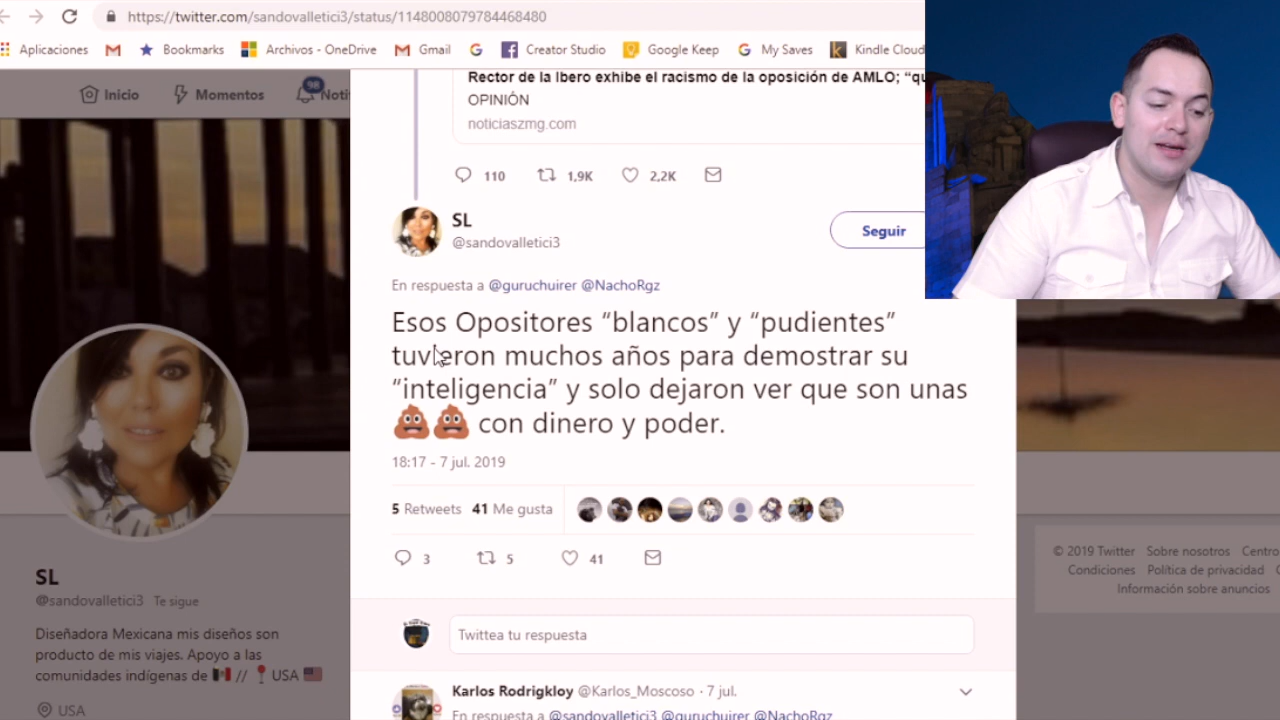 https://twitter.com/sandovalletici3/status/1148008079784468480
Aplicaciones
Bookmarks
Archivos - OneDrive
Gmail
Creator Studio
Google Keep
My Saves
Kindle Cloud
Inicio
Momentos
98
Noti
Rector de la Ibero exhibe el racismo de la oposición de AMLO; “qu
OPINIÓN
noticiaszmg.com
110 1,9K 2,2K
SL
@sandovalletici3
Seguir
En respuesta a @guruchuirer @NachoRgz
Esos Opositores “blancos” y “pudientes”
tuvieron muchos años para demostrar su
“inteligencia” y solo dejaron ver que son unas
💩💩 con dinero y poder.
18:17 - 7 jul. 2019
5 Retweets 41 Me gusta
3 5 41
Twittea tu respuesta
Karlos Rodrigkloy @Karlos_Moscoso · 7 jul.
En respuesta a @sandovalletici3 @guruchuirer @NachoRgz
SL
@sandovalletici3 Te sigue
Diseñadora Mexicana mis diseños son
producto de mis viajes. Apoyo a las
comunidades indígenas de 🇲🇽 // 📍 USA 🇺🇸
USA
© 2019 Twitter Sobre nosotros Centro
Condiciones Política de privacidad
Información sobre anuncios